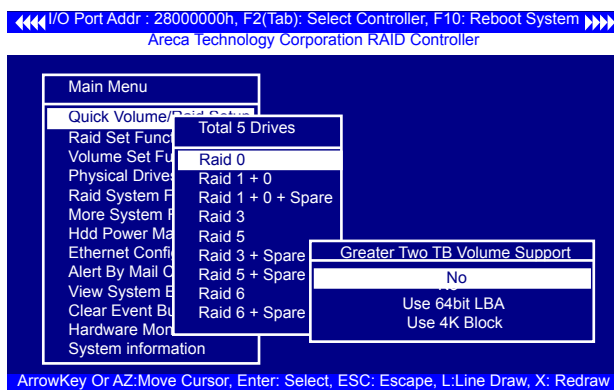 I/O Port Addr : 28000000h, F2(Tab): Select Controller, F10: Reboot System
Areca Technology Corporation RAID Controller
Main Menu
Quick Volume/Raid Setup
Raid Set Funct
Volume Set Fu
Physical Drives
Raid System F
More System F
Hdd Power Ma
Ethernet Confi
Alert By Mail C
View System E
Clear Event Bu
Hardware Mon
System information
Total 5 Drives
Raid 0
Raid 1 + 0
Raid 1 + 0 + Spare
Raid 3
Raid 5
Raid 3 + Spare
Raid 5 + Spare
Raid 6
Raid 6 + Spare
Greater Two TB Volume Support
No
Use 64bit LBA
Use 4K Block
ArrowKey Or AZ:Move Cursor, Enter: Select, ESC: Escape, L:Line Draw, X: Redraw